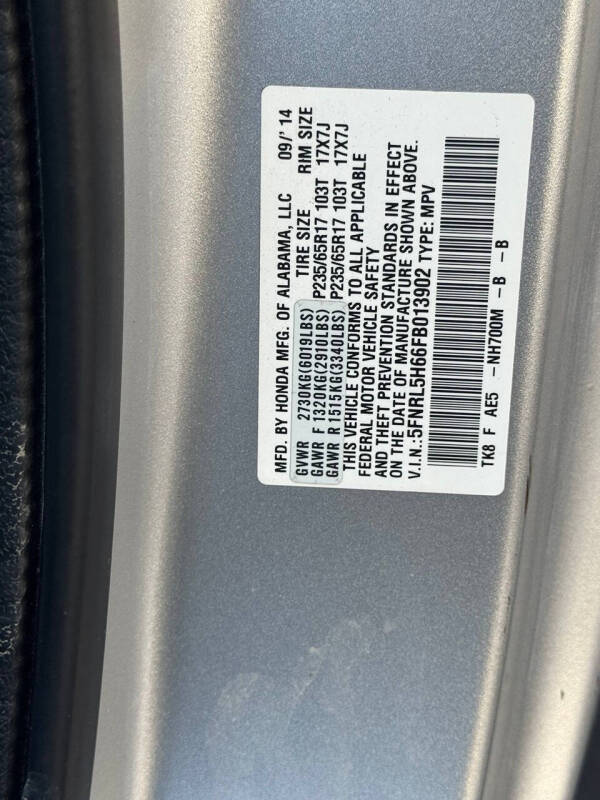 MFD. BY HONDA MFG. OF ALABAMA, LLC 09/'14
TIRE SIZE RIM SIZE
GVWR 2730KG(6019LBS)
GAWR F 1320KG(2910LBS) P235/65R17 103T 17X7J
GAWR R 1515KG(3340LBS) P235/65R17 103T 17X7J
THIS VEHICLE CONFORMS TO ALL APPLICABLE
FEDERAL MOTOR VEHICLE SAFETY
AND THEFT PREVENTION STANDARDS IN EFFECT
ON THE DATE OF MANUFACTURE SHOWN ABOVE.
V.I.N.:5FNRL5H66FB013902 TYPE: MPV
TK8 F AE5 -NH700M -B -B